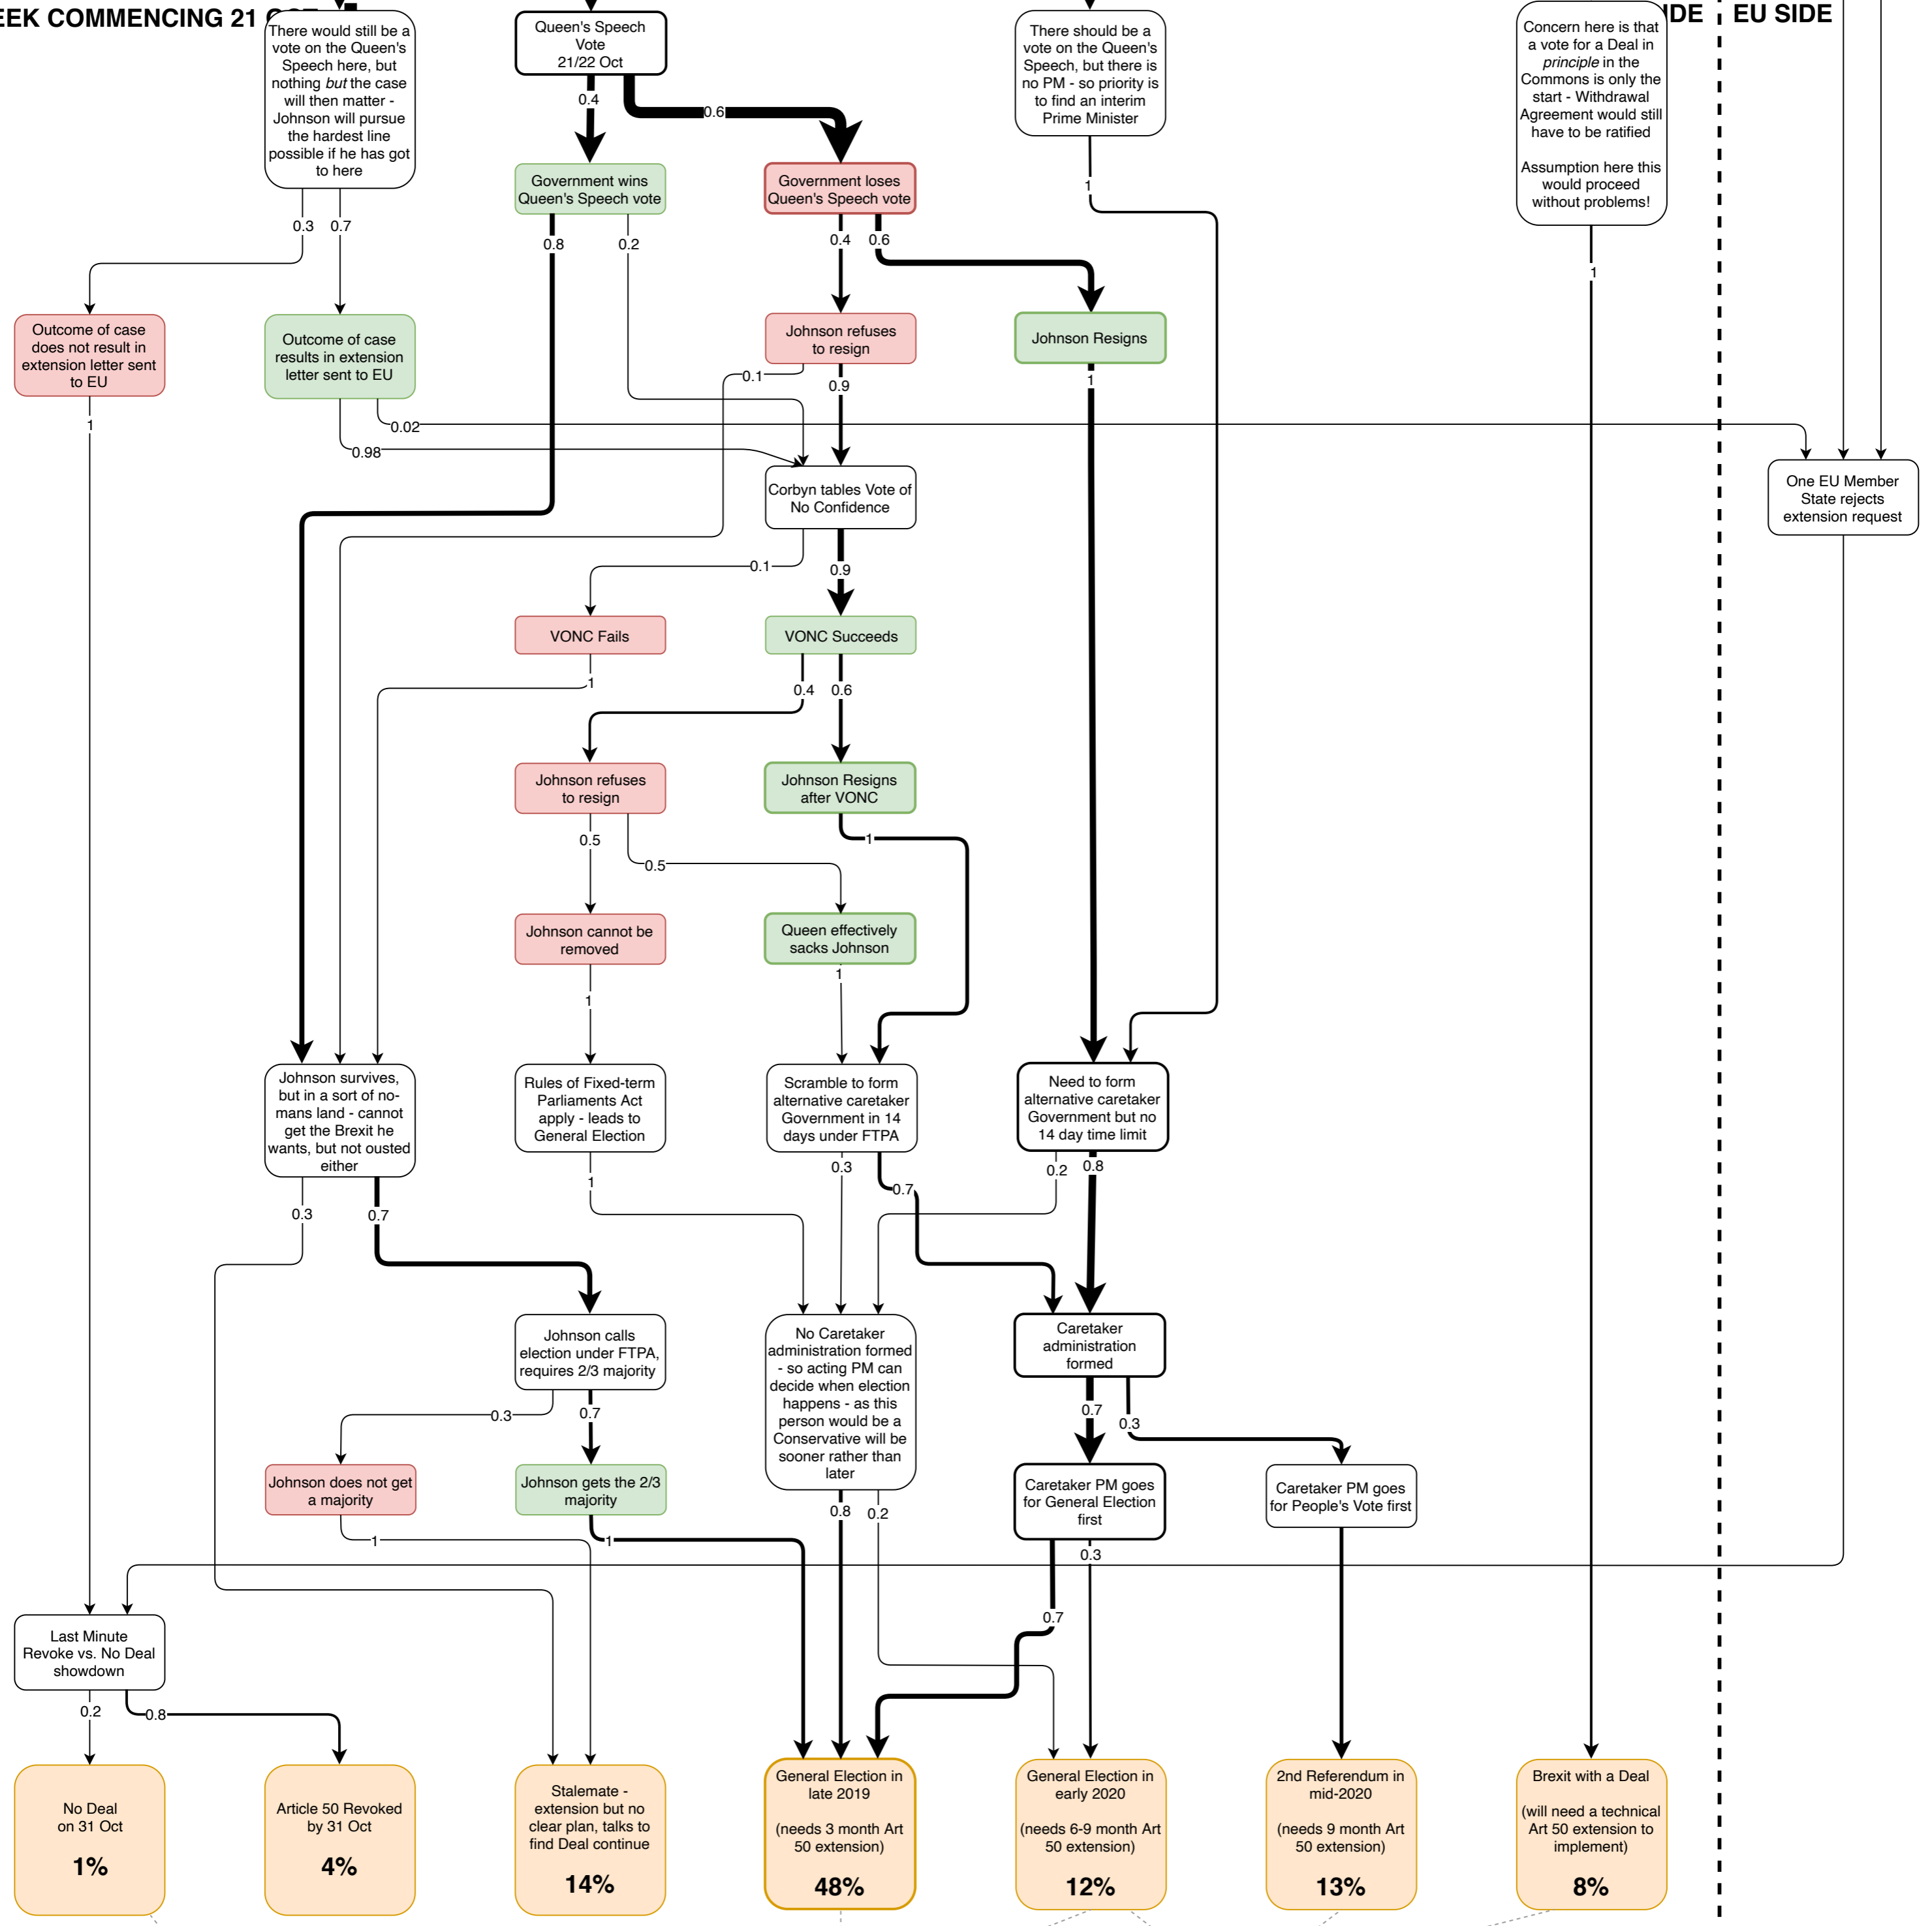 EEK COMMENCING 21
IDE
EU SIDE
There would still be a
vote on the Queen's
Speech here, but
nothing but the case
will then matter -
Johnson will pursue
the hardest line
possible if he has got
to here
Queen's Speech
Vote
21/22 Oct
There should be a
vote on the Queen's
Speech, but there is
no PM - so priority is
to find an interim
Prime Minister
Concern here is that
a vote for a Deal in
principle in the
Commons is only the
start - Withdrawal
Agreement would still
have to be ratified
Assumption here this
would proceed
without problems!
0.4
0.6
Government wins
Queen's Speech vote
Government loses
Queen's Speech vote
1
0.3
0.7
0.8
0.2
0.4
0.6
1
Outcome of case
does not result in
extension letter sent
to EU
Outcome of case
results in extension
letter sent to EU
Johnson refuses
to resign
Johnson Resigns
0.1
0.9
1
1
0.02
0.98
Corbyn tables Vote of
No Confidence
One EU Member
State rejects
extension request
0.1
0.9
VONC Fails
VONC Succeeds
1
0.4
0.6
Johnson refuses
to resign
Johnson Resigns
after VONC
0.5
0.5
1
Johnson cannot be
removed
Queen effectively
sacks Johnson
1
1
Johnson survives,
but in a sort of no-
mans land - cannot
get the Brexit he
wants, but not ousted
either
Rules of Fixed-term
Parliaments Act
apply - leads to
General Election
Scramble to form
alternative caretaker
Government in 14
days under FTPA
Need to form
alternative caretaker
Government but no
14 day time limit
0.3
0.7
1
0.3
0.7
0.2
0.8
Johnson calls
election under FTPA,
requires 2/3 majority
No Caretaker
administration formed
- so acting PM can
decide when election
happens - as this
person would be a
Conservative will be
sooner rather than
later
Caretaker
administration
formed
0.3
0.7
0.7
0.3
Johnson does not get
a majority
Johnson gets the 2/3
majority
Caretaker PM goes
for General Election
first
Caretaker PM goes
for People's Vote first
1
1
0.8
0.2
0.3
0.7
Last Minute
Revoke vs. No Deal
showdown
0.2
0.8
No Deal
on 31 Oct
1%
Article 50 Revoked
by 31 Oct
4%
Stalemate -
extension but no
clear plan, talks to
find Deal continue
14%
General Election in
late 2019
(needs 3 month Art
50 extension)
48%
General Election in
early 2020
(needs 6-9 month Art
50 extension)
12%
2nd Referendum in
mid-2020
(needs 9 month Art
50 extension)
13%
Brexit with a Deal
(will need a technical
Art 50 extension to
implement)
8%